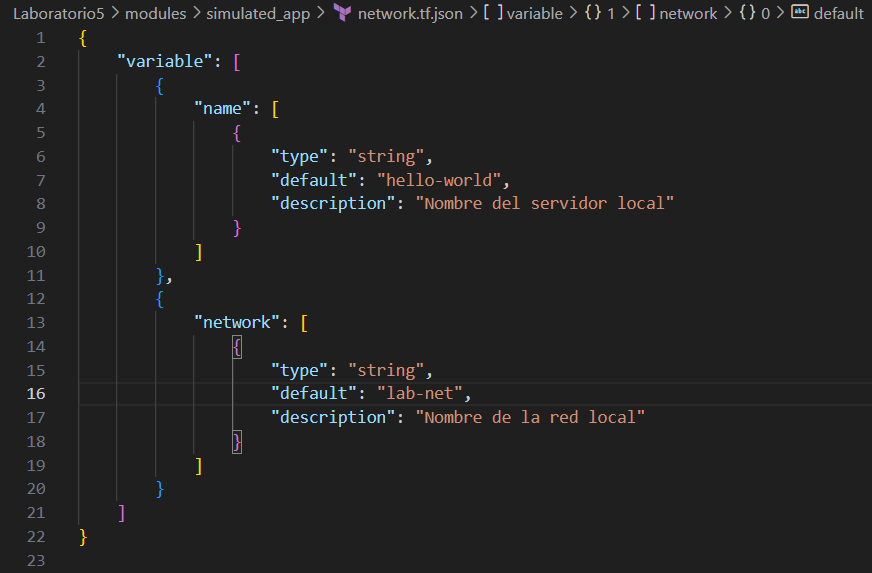 Laboratorio5 > modules > simulated_app > network.tf.json > [ ] variable > {} 1 > [ ] network > {} 0 > abc default
1 {
2     "variable": [
3         {
4             "name": [
5                 {
6                     "type": "string",
7                     "default": "hello-world",
8                     "description": "Nombre del servidor local"
9                 }
10             ]
11         },
12         {
13             "network": [
14                 {
15                     "type": "string",
16                     "default": "lab-net",
17                     "description": "Nombre de la red local"
18                 }
19             ]
20         }
21     ]
22 }
23